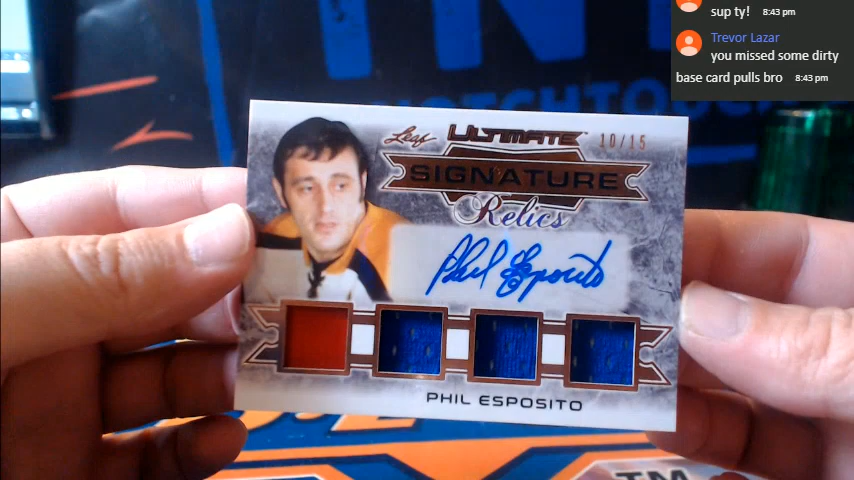 sup ty! 8:43 pm
Trevor Lazar
you missed some dirty
base card pulls bro 8:43 pm
Leaf ULTIMATE 10/15
SIGNATURE
Relics
Phil Esposito
PHIL ESPOSITO
TM